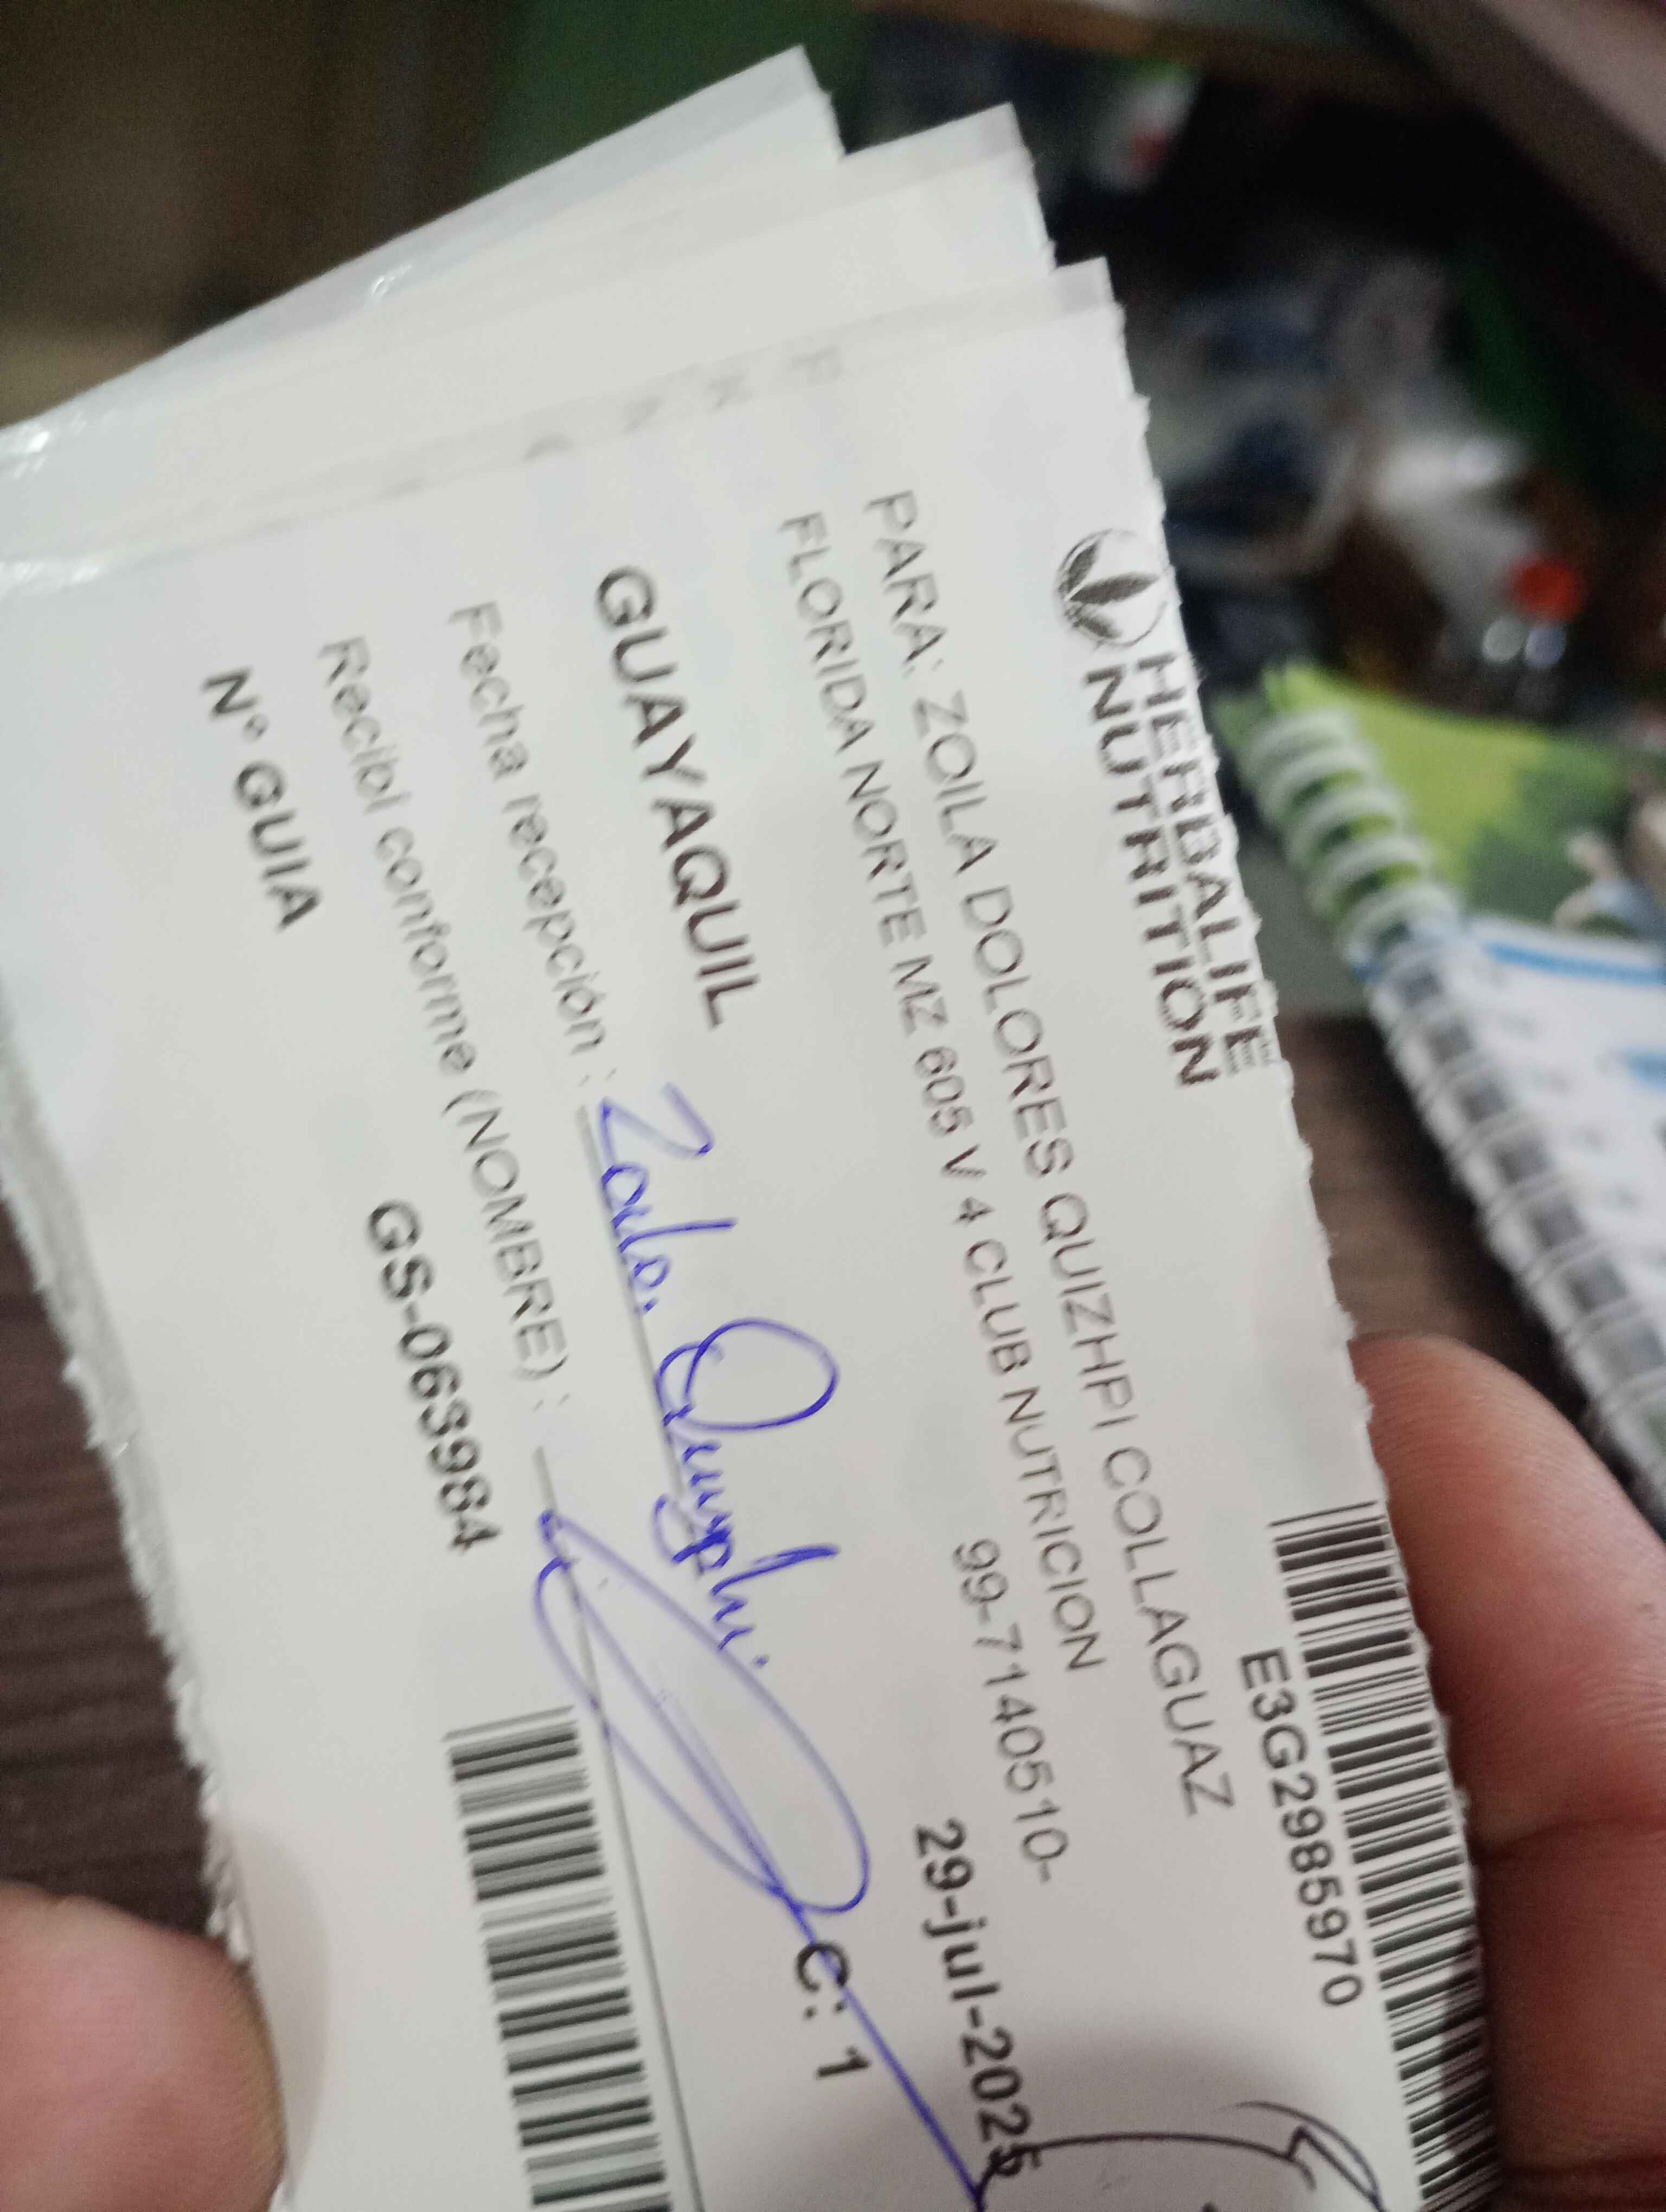 HERBALIFE
NUTRITION
E3G2985970
PARA: ZOILA DOLORES QUIZHPI COLLAGUAZ
FLORIDA NORTE MZ 605 V 4 CLUB NUTRICION
99-7140510-
29-jul-2025
GUAYAQUIL
C: 1
Fecha recepción :
Recibí conforme (NOMBRE) :
Nº GUIA GS-063984